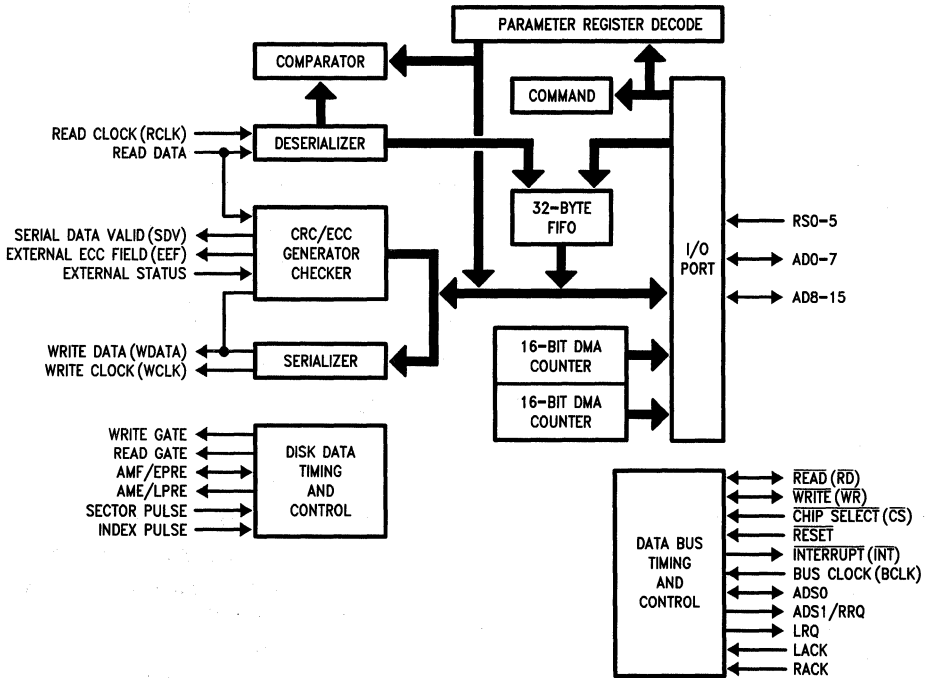 PARAMETER REGISTER DECODE
COMPARATOR
COMMAND
READ CLOCK (RCLK)
READ DATA
DESERIALIZER
32-BYTE
FIFO
I/O
PORT
RS0-5
AD0-7
AD8-15
SERIAL DATA VALID (SDV)
EXTERNAL ECC FIELD (EEF)
EXTERNAL STATUS
CRC/ECC
GENERATOR
CHECKER
WRITE DATA (WDATA)
WRITE CLOCK (WCLK)
SERIALIZER
16-BIT DMA
COUNTER
16-BIT DMA
COUNTER
WRITE GATE
READ GATE
AMF/EPRE
AME/LPRE
SECTOR PULSE
INDEX PULSE
DISK DATA
TIMING
AND
CONTROL
DATA BUS
TIMING
AND
CONTROL
READ (RD)
WRITE (WR)
CHIP SELECT (CS)
RESET
INTERRUPT (INT)
BUS CLOCK (BCLK)
ADS0
ADS1/RRQ
LRQ
LACK
RACK